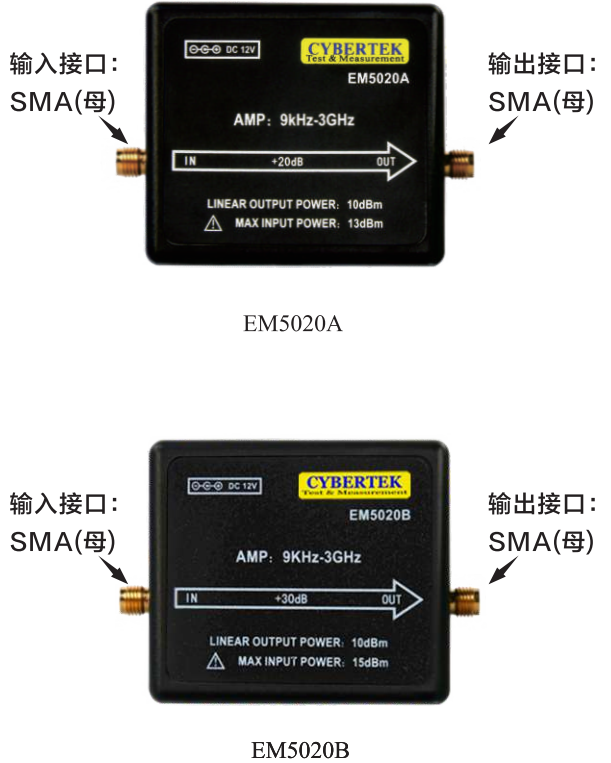 DC 12V
CYBERTEK
Test & Measurement
EM5020A
输入接口：
SMA(母)
输出接口：
SMA(母)
AMP：9kHz-3GHz
IN +20dB OUT
LINEAR OUTPUT POWER：10dBm
MAX INPUT POWER：13dBm
EM5020A
DC 12V
CYBERTEK
Test & Measurement
EM5020B
输入接口：
SMA(母)
输出接口：
SMA(母)
AMP：9KHz-3GHz
IN +30dB OUT
LINEAR OUTPUT POWER：10dBm
MAX INPUT POWER：15dBm
EM5020B